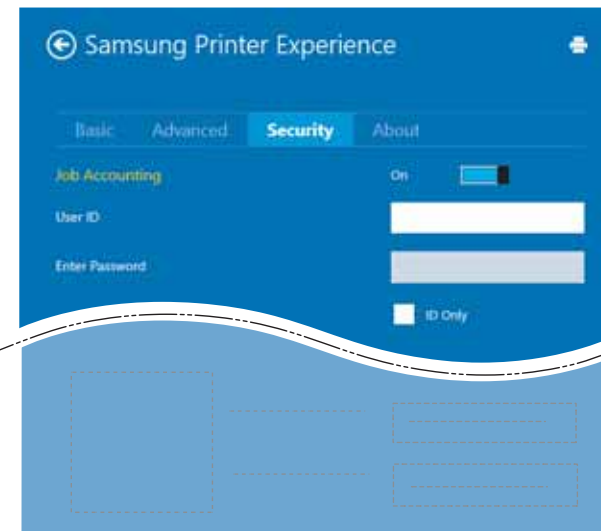 Samsung Printer Experience
Basic Advanced Security About
Job Accounting On
User ID
Enter Password
ID Only